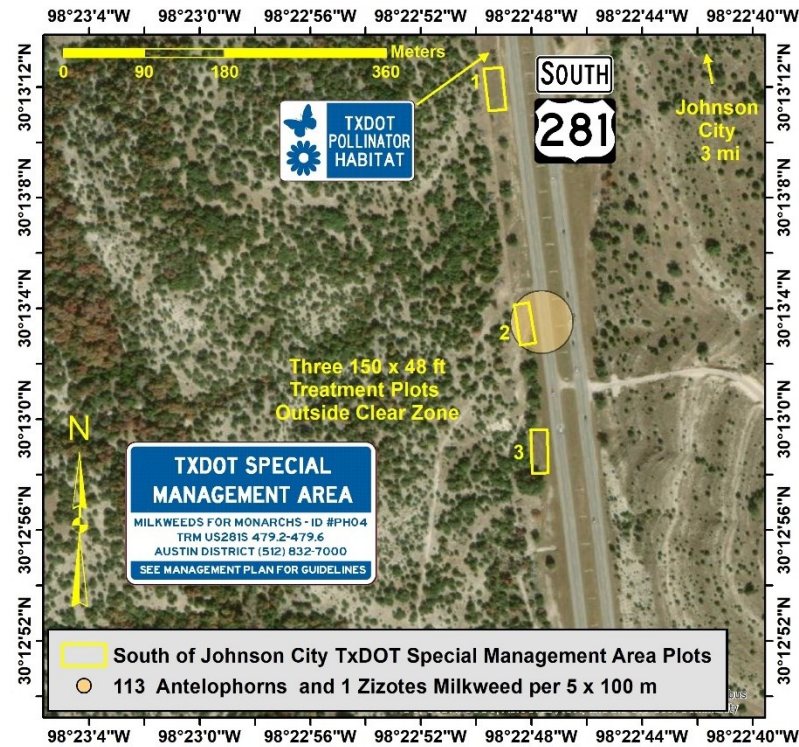 98°23'4"W 98°23'0"W 98°22'56"W 98°22'52"W 98°22'48"W 98°22'44"W 98°22'40"W
30°13'12"N
30°13'8"N
30°13'4"N
30°13'0"N
30°12'56"N
30°12'52"N
Meters
0 90 180 360
1
TXDOT
POLLINATOR
HABITAT
SOUTH
281
Johnson
City
3 mi
2
Three 150 x 48 ft
Treatment Plots
Outside Clear Zone
3
N
TXDOT SPECIAL
MANAGEMENT AREA
MILKWEEDS FOR MONARCHS - ID #PH04
TRM US281S 479.2-479.6
AUSTIN DISTRICT (512) 832-7000
SEE MANAGEMENT PLAN FOR GUIDELINES
South of Johnson City TxDOT Special Management Area Plots
113 Antelophorns and 1 Zizotes Milkweed per 5 x 100 m
30°13'12"N
30°13'8"N
30°13'4"N
30°13'0"N
30°12'56"N
30°12'52"N
98°23'4"W 98°23'0"W 98°22'56"W 98°22'52"W 98°22'48"W 98°22'44"W 98°22'40"W